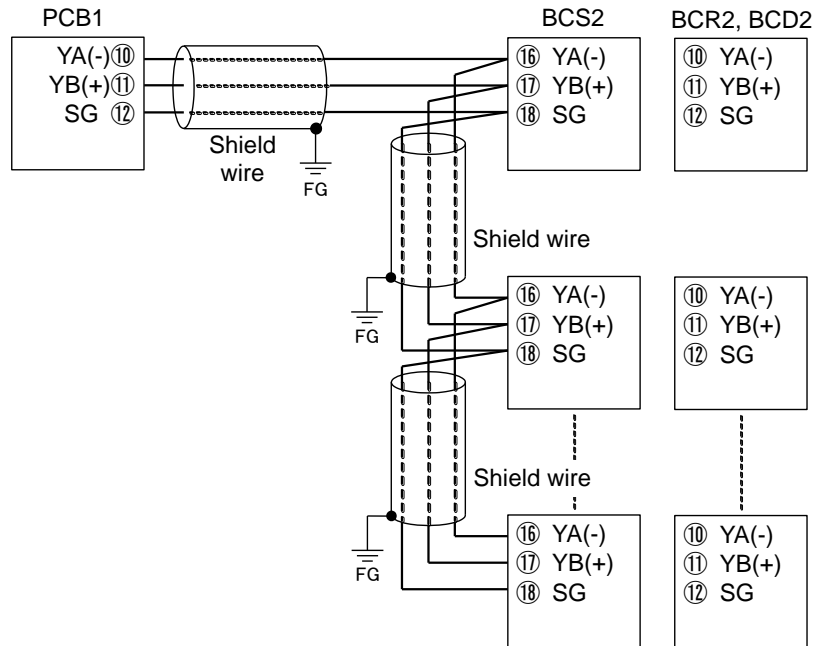 PCB1
BCS2
BCR2, BCD2
YA(-)⑩
YB(+)⑪
SG ⑫
⑯ YA(-)
⑰ YB(+)
⑱ SG
⑩ YA(-)
⑪ YB(+)
⑫ SG
Shield
wire
FG
Shield wire
FG
⑯ YA(-)
⑰ YB(+)
⑱ SG
⑩ YA(-)
⑪ YB(+)
⑫ SG
Shield wire
FG
⑯ YA(-)
⑰ YB(+)
⑱ SG
⑩ YA(-)
⑪ YB(+)
⑫ SG